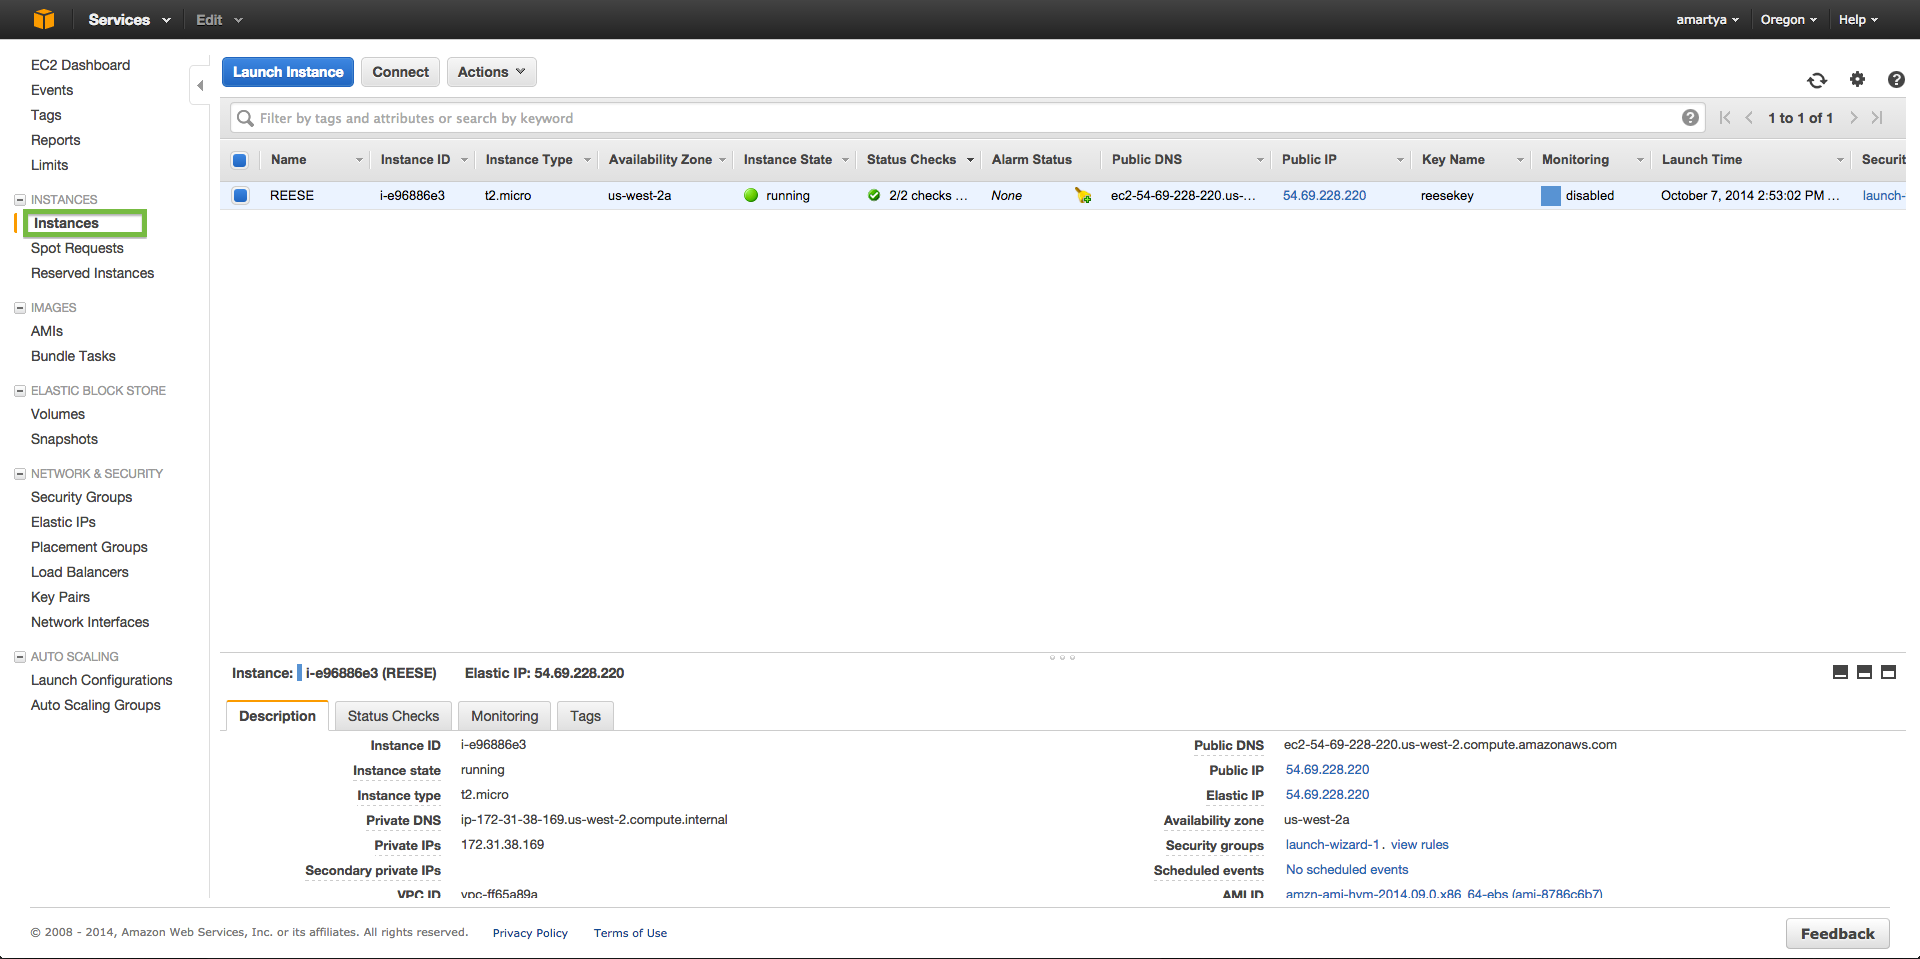 Services Edit amartya Oregon Help
EC2 Dashboard
Events
Tags
Reports
Limits
INSTANCES
Instances
Spot Requests
Reserved Instances
IMAGES
AMIs
Bundle Tasks
ELASTIC BLOCK STORE
Volumes
Snapshots
NETWORK & SECURITY
Security Groups
Elastic IPs
Placement Groups
Load Balancers
Key Pairs
Network Interfaces
AUTO SCALING
Launch Configurations
Auto Scaling Groups
Launch Instance Connect Actions
Filter by tags and attributes or search by keyword 1 to 1 of 1
Name Instance ID Instance Type Availability Zone Instance State Status Checks Alarm Status Public DNS Public IP Key Name Monitoring Launch Time Securit
REESE i-e96886e3 t2.micro us-west-2a running 2/2 checks ... None ec2-54-69-228-220.us-... 54.69.228.220 reesekey disabled October 7, 2014 2:53:02 PM ... launch-
Instance: i-e96886e3 (REESE) Elastic IP: 54.69.228.220
Description Status Checks Monitoring Tags
Instance ID i-e96886e3
Instance state running
Instance type t2.micro
Private DNS ip-172-31-38-169.us-west-2.compute.internal
Private IPs 172.31.38.169
Secondary private IPs
VPC ID vpc-ff65a89a
Public DNS ec2-54-69-228-220.us-west-2.compute.amazonaws.com
Public IP 54.69.228.220
Elastic IP 54.69.228.220
Availability zone us-west-2a
Security groups launch-wizard-1. view rules
Scheduled events No scheduled events
AMI ID amzn-ami-hvm-2014.09.0.x86_64-ebs (ami-8786c6b7)
© 2008 - 2014, Amazon Web Services, Inc. or its affiliates. All rights reserved. Privacy Policy Terms of Use
Feedback